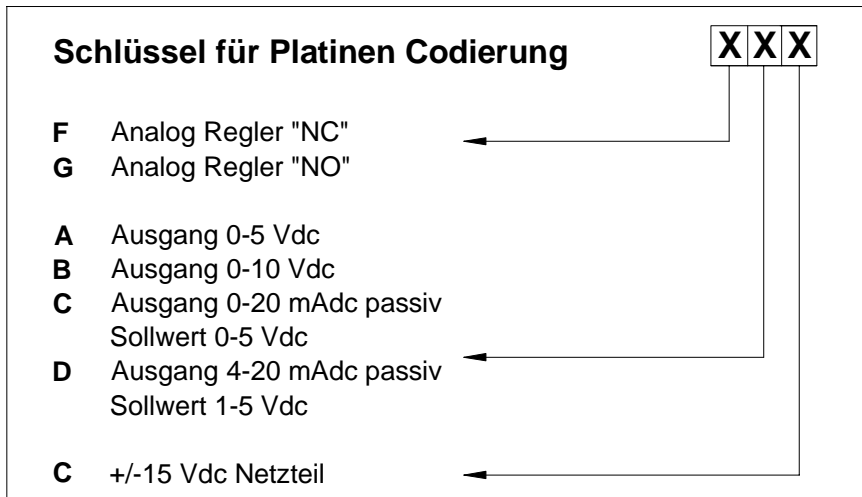 Schlüssel für Platinen Codierung XXX
F Analog Regler "NC"
G Analog Regler "NO"
A Ausgang 0-5 Vdc
B Ausgang 0-10 Vdc
C Ausgang 0-20 mAdc passiv
Sollwert 0-5 Vdc
D Ausgang 4-20 mAdc passiv
Sollwert 1-5 Vdc
C +/-15 Vdc Netzteil